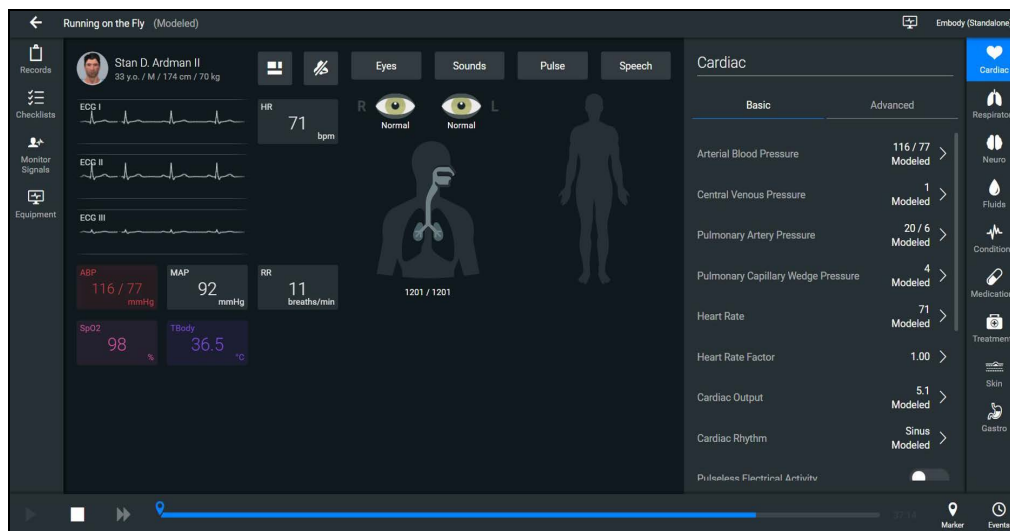 Running on the Fly (Modeled)
Embody (Standalone)
Records
Checklists
Monitor
Signals
Equipment
Stan D. Ardman II
33 y.o. / M / 174 cm / 70 kg
Eyes
Sounds
Pulse
Speech
ECG I
ECG II
ECG III
HR
71
bpm
R
L
Normal
Normal
1201 / 1201
ABP
116 / 77
mmHg
MAP
92
mmHg
RR
11
breaths/min
SpO2
98
%
TBody
36.5
°C
Cardiac
Basic
Advanced
Arterial Blood Pressure
116 / 77
Modeled
Central Venous Pressure
1
Modeled
Pulmonary Artery Pressure
20 / 6
Modeled
Pulmonary Capillary Wedge Pressure
4
Modeled
Heart Rate
71
Modeled
Heart Rate Factor
1.00
Cardiac Output
5.1
Modeled
Cardiac Rhythm
Sinus
Modeled
Pulseless Electrical Activity
Cardiac
Respirator
Neuro
Fluids
Condition
Medication
Treatment
Skin
Gastro
Marker
Events